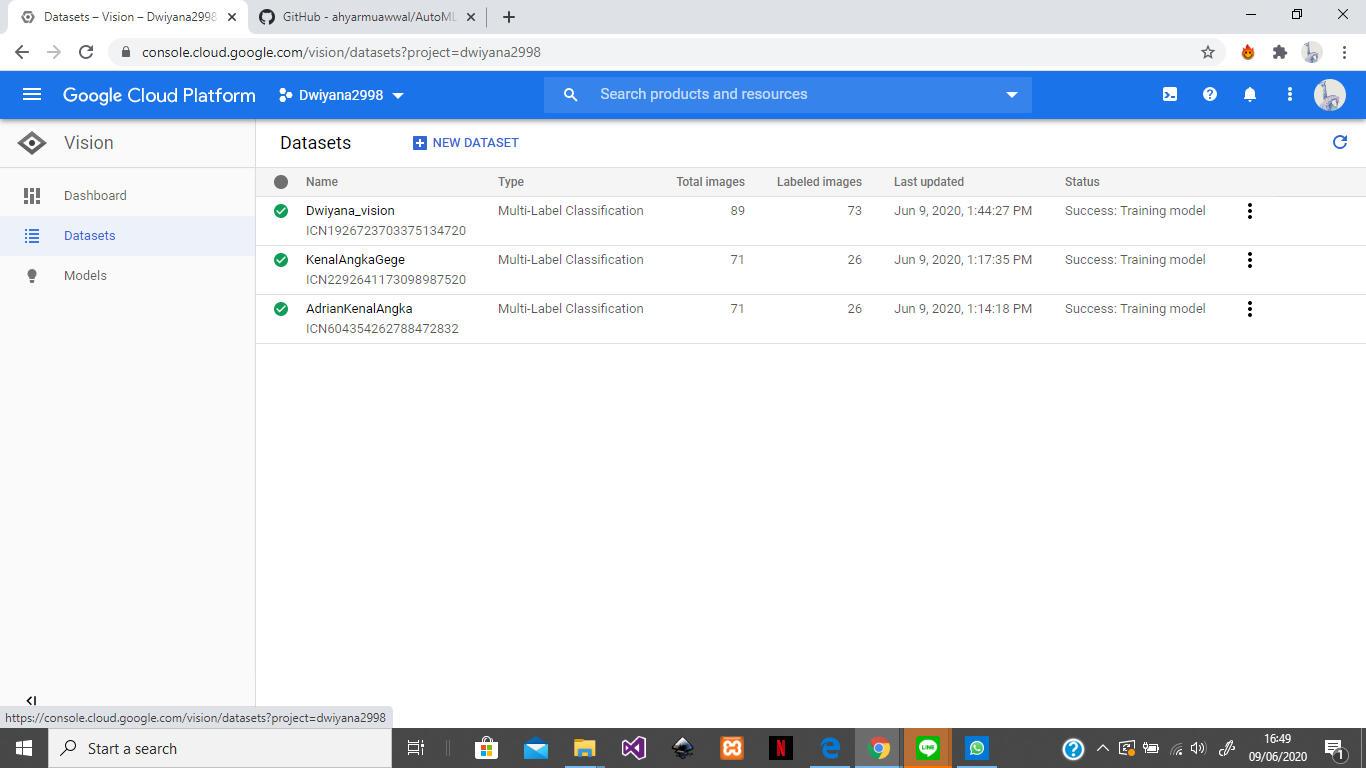 Datasets – Vision – Dwiyana2998
GitHub - ahyarmuawwal/AutoML
console.cloud.google.com/vision/datasets?project=dwiyana2998
Google Cloud Platform
Dwiyana2998
Search products and resources
Vision
Datasets
NEW DATASET
Dashboard
Datasets
Models
Name Type Total images Labeled images Last updated Status
Dwiyana_vision Multi-Label Classification 89 73 Jun 9, 2020, 1:44:27 PM Success: Training model
ICN1926723703375134720
KenalAngkaGege Multi-Label Classification 71 26 Jun 9, 2020, 1:17:35 PM Success: Training model
ICN2292641173098987520
AdrianKenalAngka Multi-Label Classification 71 26 Jun 9, 2020, 1:14:18 PM Success: Training model
ICN604354262788472832
https://console.cloud.google.com/vision/datasets?project=dwiyana2998
Start a search
N
LINE
16:49
09/06/2020
1